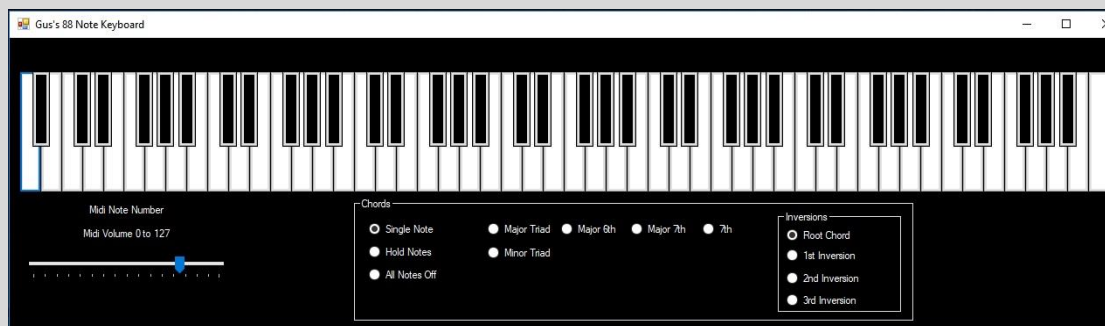 Gus's 88 Note Keyboard
Midi Note Number
Midi Volume 0 to 127
Chords
Single Note
Major Triad
Major 6th
Major 7th
7th
Hold Notes
Minor Triad
All Notes Off
Inversions
Root Chord
1st Inversion
2nd Inversion
3rd Inversion